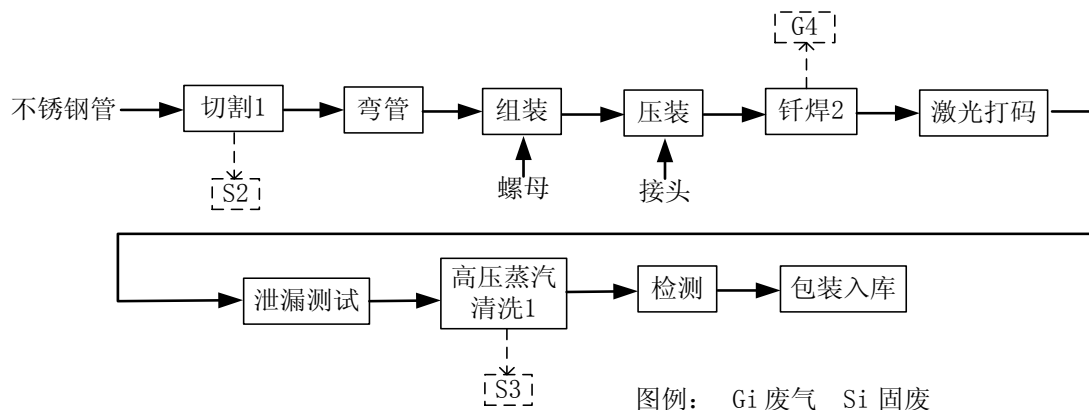 G4
不锈钢管
切割1
弯管
组装
压装
钎焊2
激光打码
S2
螺母
接头
泄漏测试
高压蒸汽
清洗1
检测
包装入库
S3
图例： Gi 废气 Si 固废